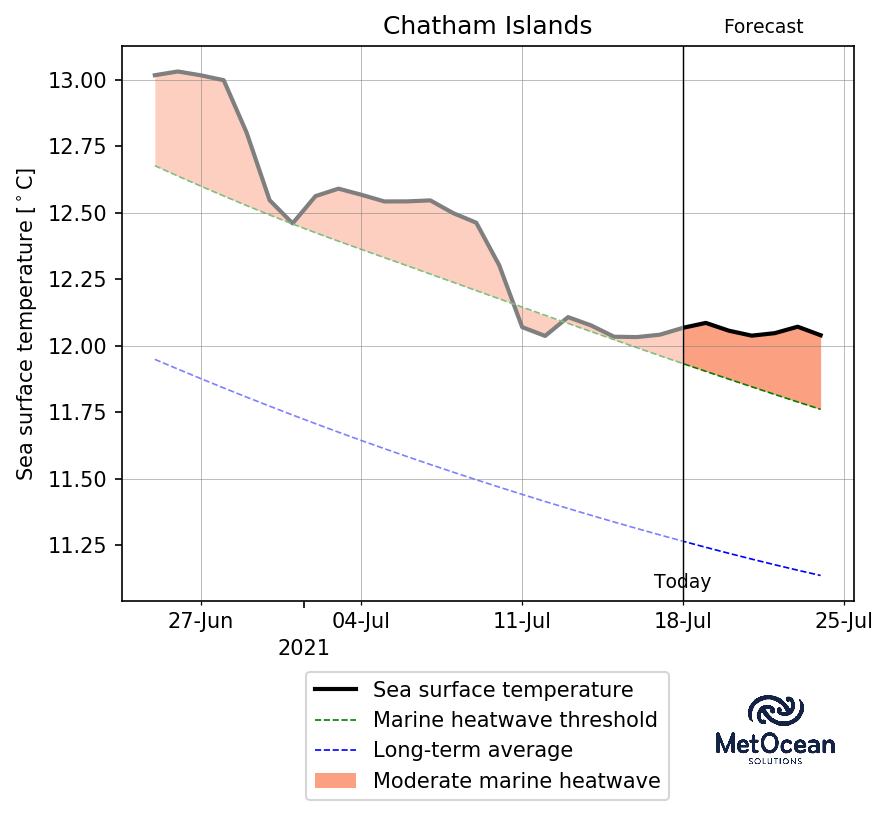 Chatham Islands
Forecast
Sea surface temperature [°C]
13.00
12.75
12.50
12.25
12.00
11.75
11.50
11.25
Today
27-Jun
04-Jul
11-Jul
18-Jul
25-Jul
2021
Sea surface temperature
Marine heatwave threshold
Long-term average
Moderate marine heatwave
MetOcean
SOLUTIONS